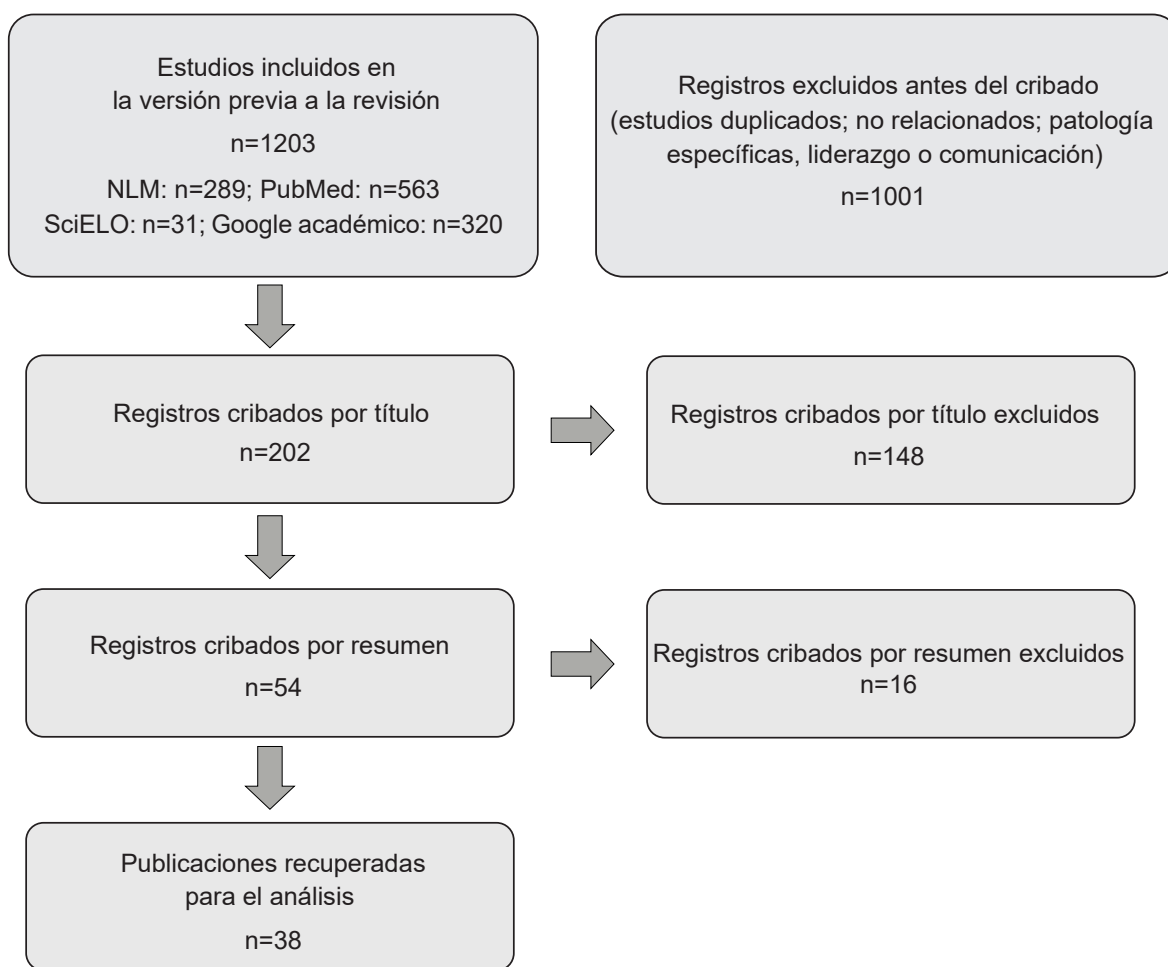 Estudios incluidos en
la versión previa a la revisión
n=1203
NLM: n=289; PubMed: n=563
SciELO: n=31; Google académico: n=320
Registros excluidos antes del cribado
(estudios duplicados; no relacionados; patología
específicas, liderazgo o comunicación)
n=1001
Registros cribados por título
n=202
Registros cribados por título excluidos
n=148
Registros cribados por resumen
n=54
Registros cribados por resumen excluidos
n=16
Publicaciones recuperadas
para el análisis
n=38